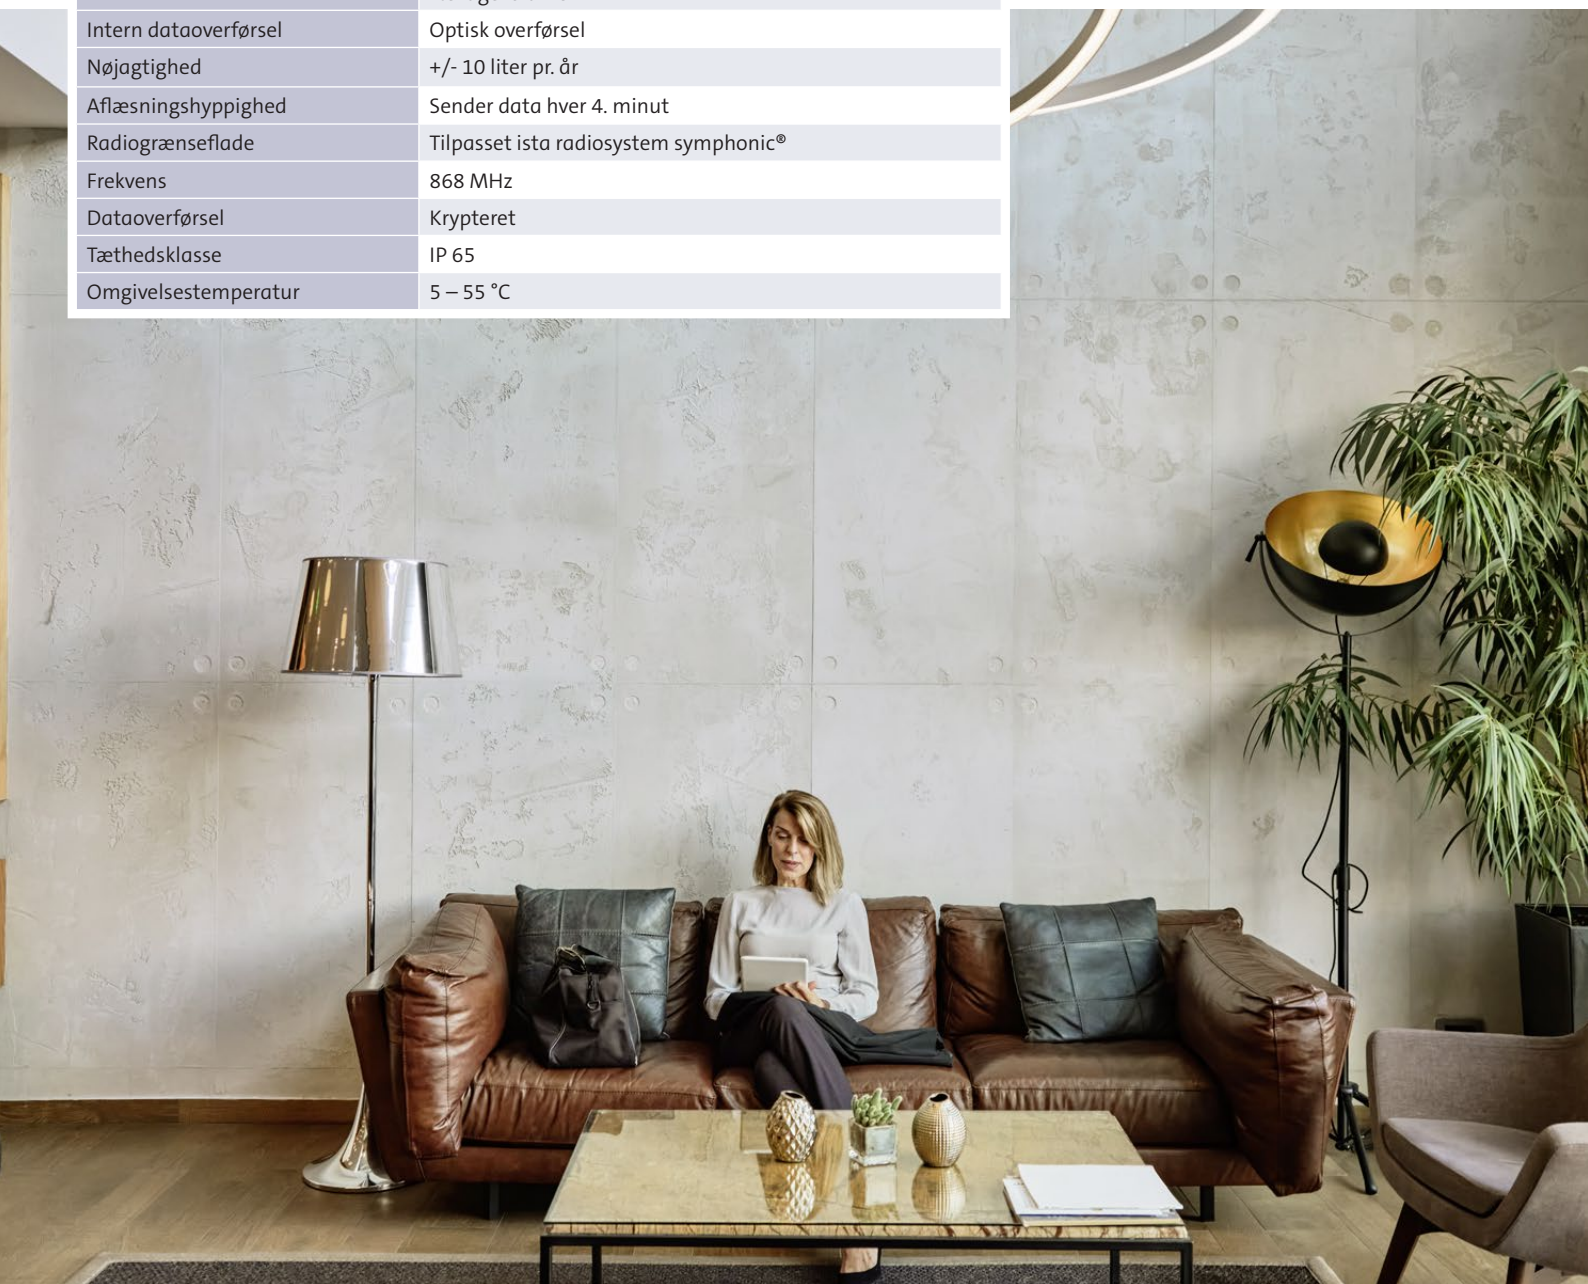 Intern dataoverførsel Optisk overførsel
Nøjagtighed +/- 10 liter pr. år
Aflæsningshyppighed Sender data hver 4. minut
Radiogrænseflade Tilpasset ista radiosystem symphonic®
Frekvens 868 MHz
Dataoverførsel Krypteret
Tæthedsklasse IP 65
Omgivelsestemperatur 5 – 55 °C